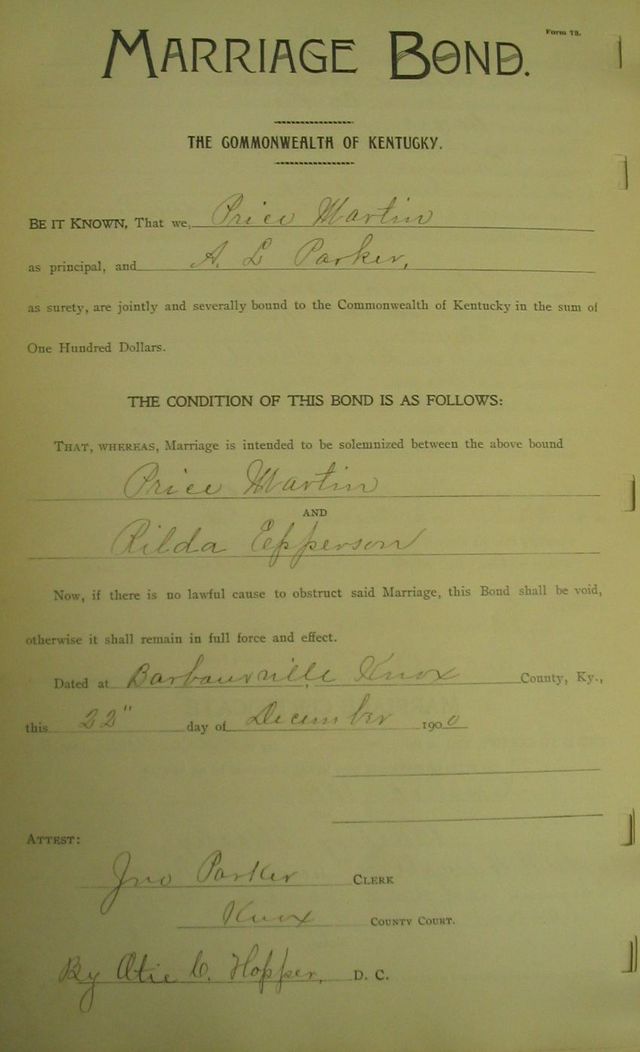 Form 73.
MARRIAGE BOND.
THE COMMONWEALTH OF KENTUCKY.
BE IT KNOWN, That we, Price Martin
as principal, and A. L Parker,
as surety, are jointly and severally bound to the Commonwealth of Kentucky in the sum of
One Hundred Dollars.
THE CONDITION OF THIS BOND IS AS FOLLOWS:
THAT, WHEREAS, Marriage is intended to be solemnized between the above bound
Price Martin
AND
Rilda Epperson
Now, if there is no lawful cause to obstruct said Marriage, this Bond shall be void,
otherwise it shall remain in full force and effect.
Dated at Barbourville Knox County, Ky.,
this 22" day of December 1900
ATTEST:
Jno Parker CLERK
Knox COUNTY COURT.
By Otie C. Hopper, D. C.